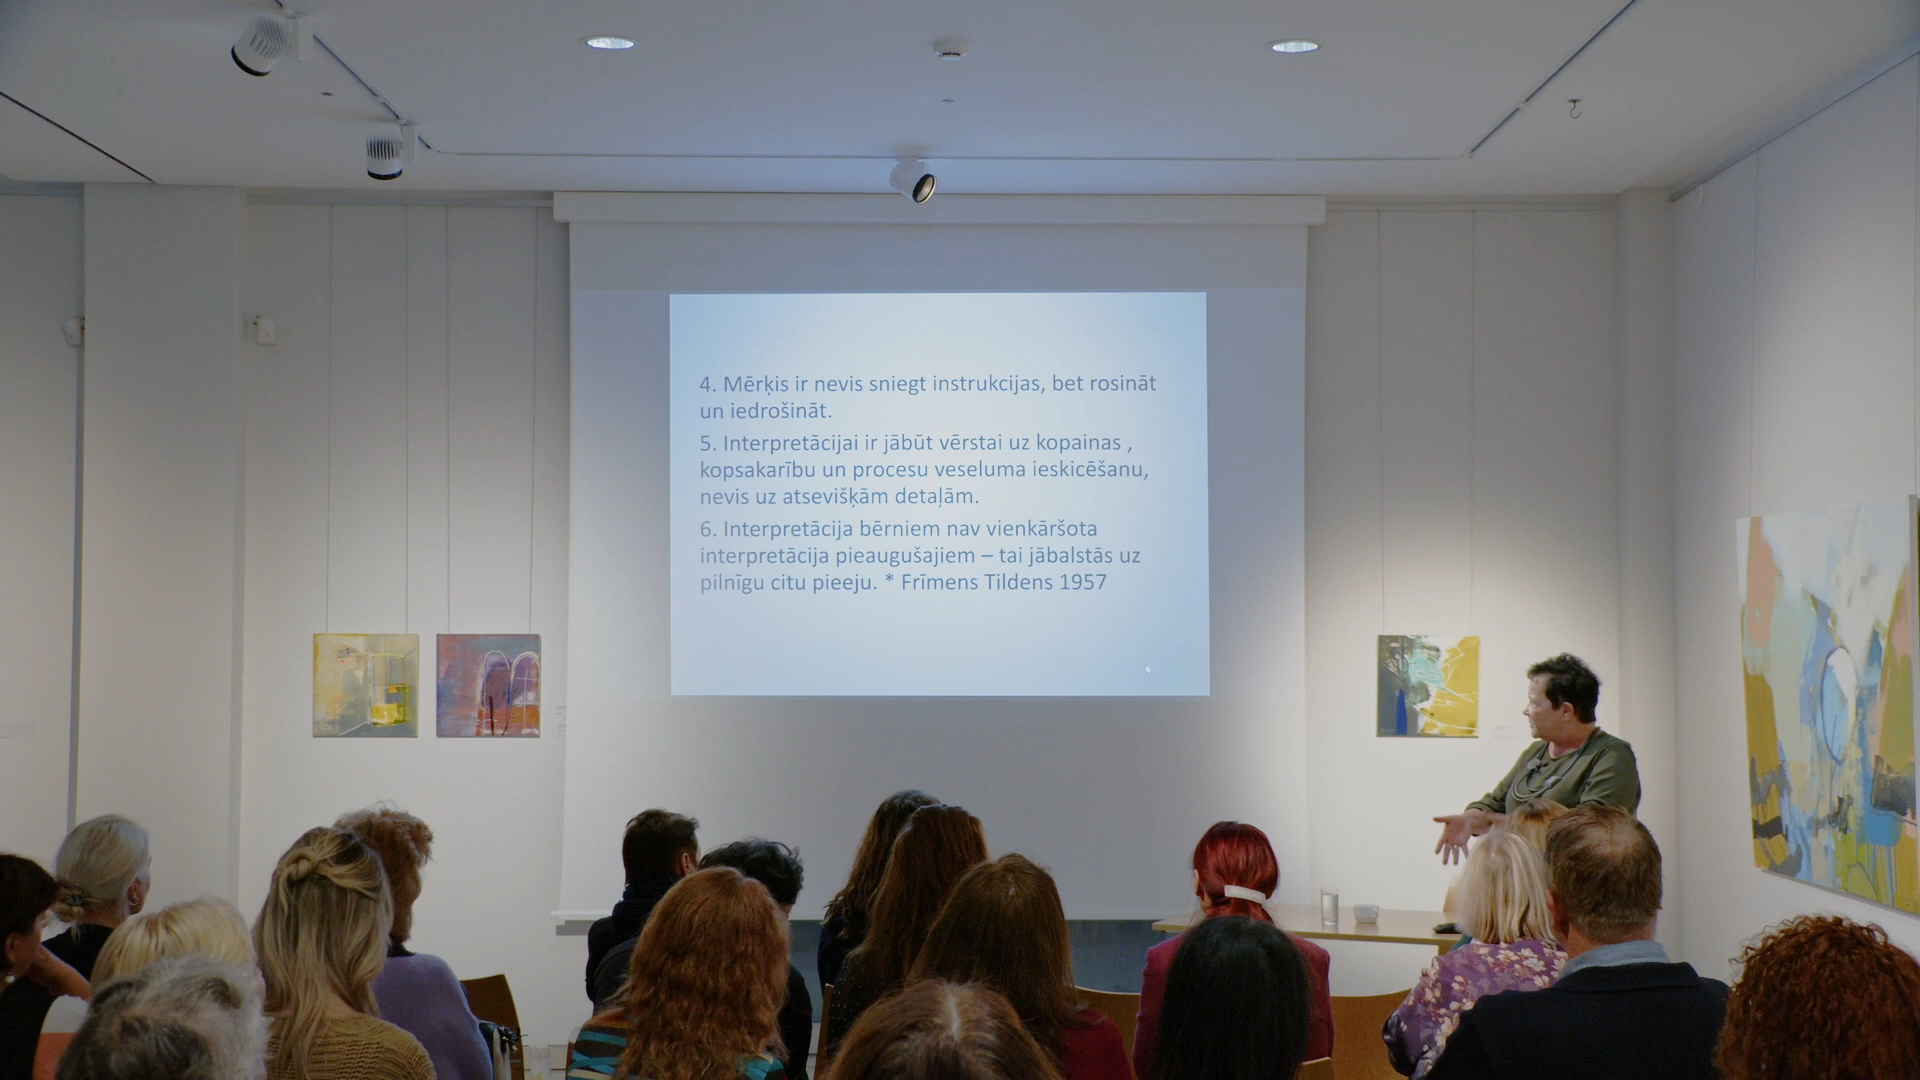 4. Mērķis ir nevis sniegt instrukcijas, bet rosināt
un iedrošināt.
5. Interpretācijai ir jābūt vērstai uz kopainas ,
kopsakarību un procesu veseluma ieskicēšanu,
nevis uz atsevišķām detaļām.
6. Interpretācija bērniem nav vienkāršota
interpretācija pieaugušajiem – tai jābalstās uz
pilnīgu citu pieeju. * Frīmens Tildens 1957